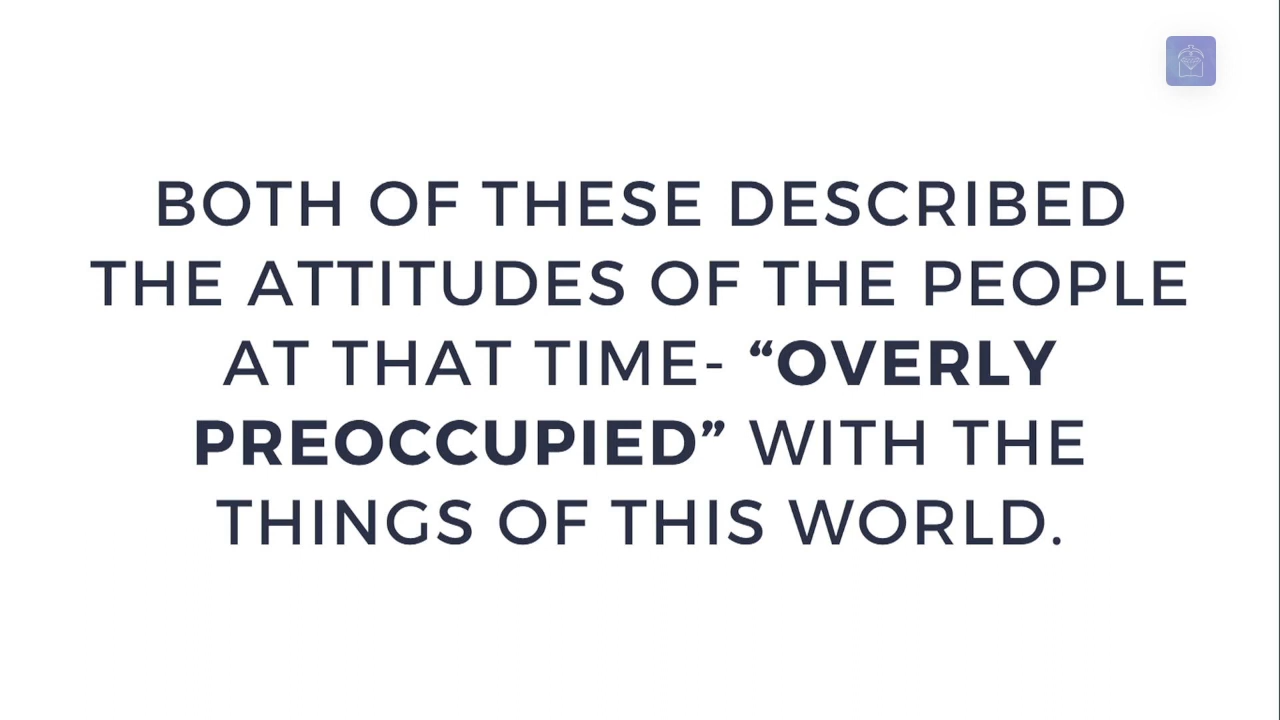 BOTH OF THESE DESCRIBED
THE ATTITUDES OF THE PEOPLE
AT THAT TIME- “OVERLY
PREOCCUPIED” WITH THE
THINGS OF THIS WORLD.